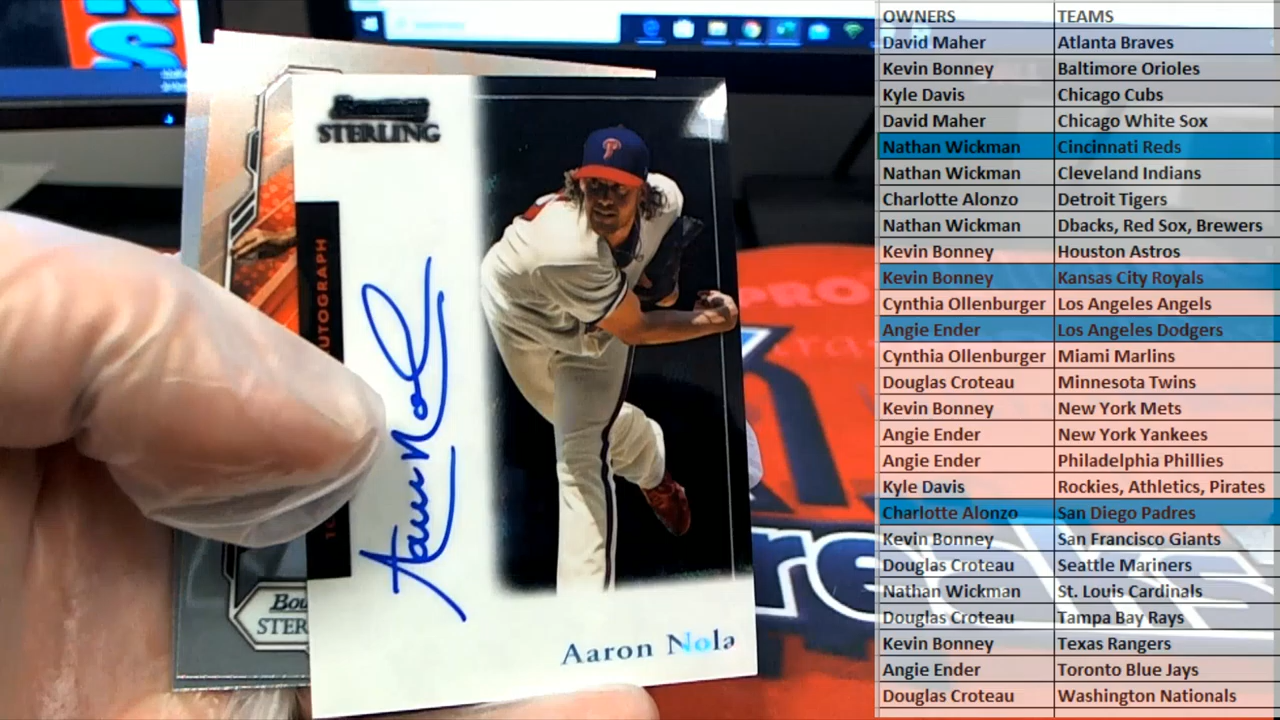 STERLING
AUTOGRAPH
Aaron Nola
STER
OWNERS TEAMS
David Maher Atlanta Braves
Kevin Bonney Baltimore Orioles
Kyle Davis Chicago Cubs
David Maher Chicago White Sox
Nathan Wickman Cincinnati Reds
Nathan Wickman Cleveland Indians
Charlotte Alonzo Detroit Tigers
Nathan Wickman Dbacks, Red Sox, Brewers
Kevin Bonney Houston Astros
Kevin Bonney Kansas City Royals
Cynthia Ollenburger Los Angeles Angels
Angie Ender Los Angeles Dodgers
Cynthia Ollenburger Miami Marlins
Douglas Croteau Minnesota Twins
Kevin Bonney New York Mets
Angie Ender New York Yankees
Angie Ender Philadelphia Phillies
Kyle Davis Rockies, Athletics, Pirates
Charlotte Alonzo San Diego Padres
Kevin Bonney San Francisco Giants
Douglas Croteau Seattle Mariners
Nathan Wickman St. Louis Cardinals
Douglas Croteau Tampa Bay Rays
Kevin Bonney Texas Rangers
Angie Ender Toronto Blue Jays
Douglas Croteau Washington Nationals